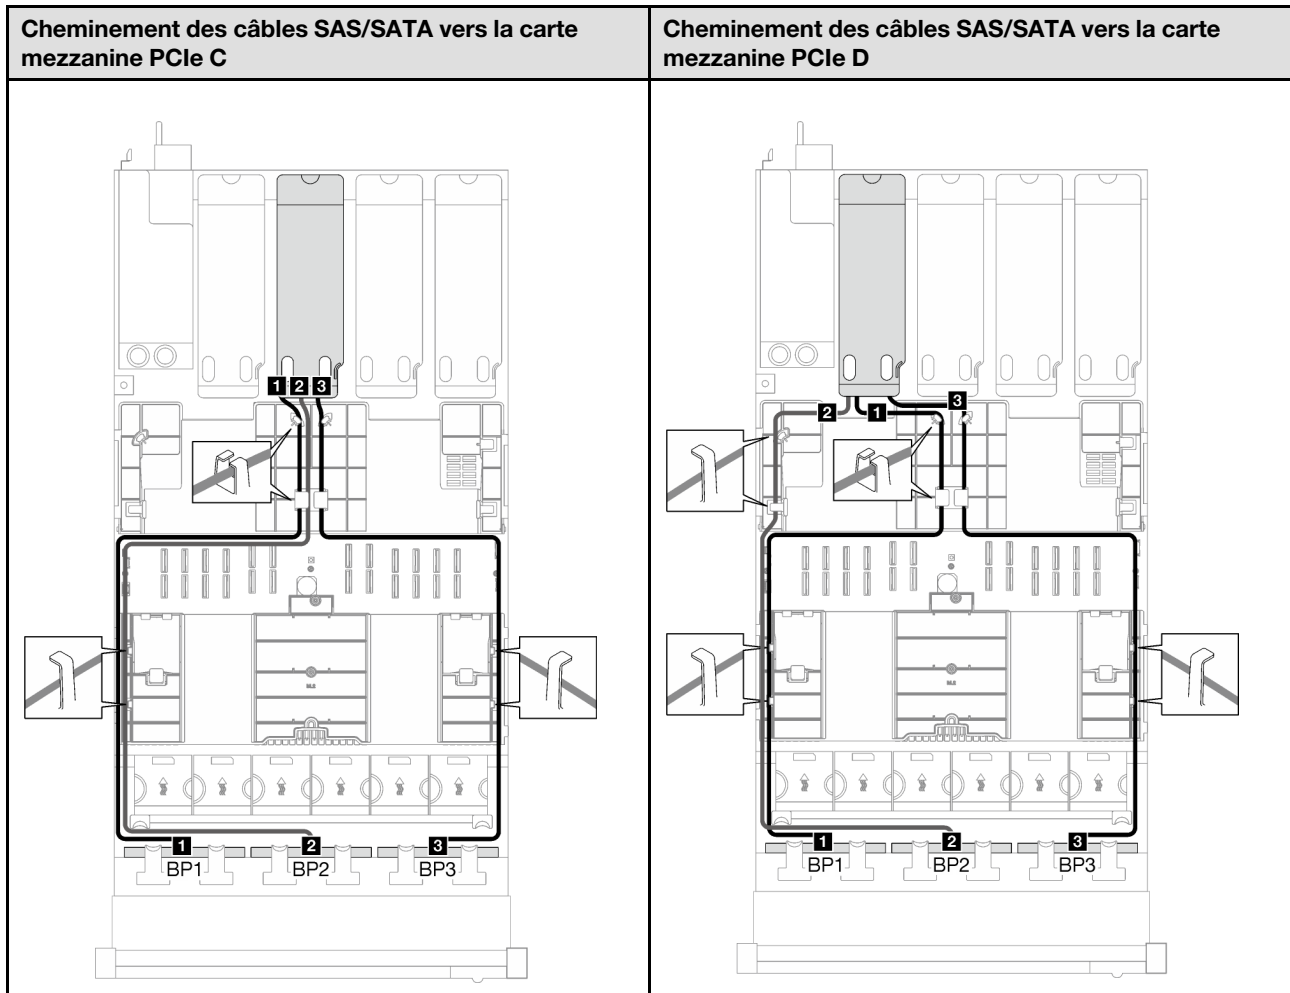 Cheminement des câbles SAS/SATA vers la carte
mezzanine PCIe C
Cheminement des câbles SAS/SATA vers la carte
mezzanine PCIe D
1 2 3
M.2
1 2 3
BP1 BP2 BP3
2 1 3
M.2
1 2 3
BP1 BP2 BP3